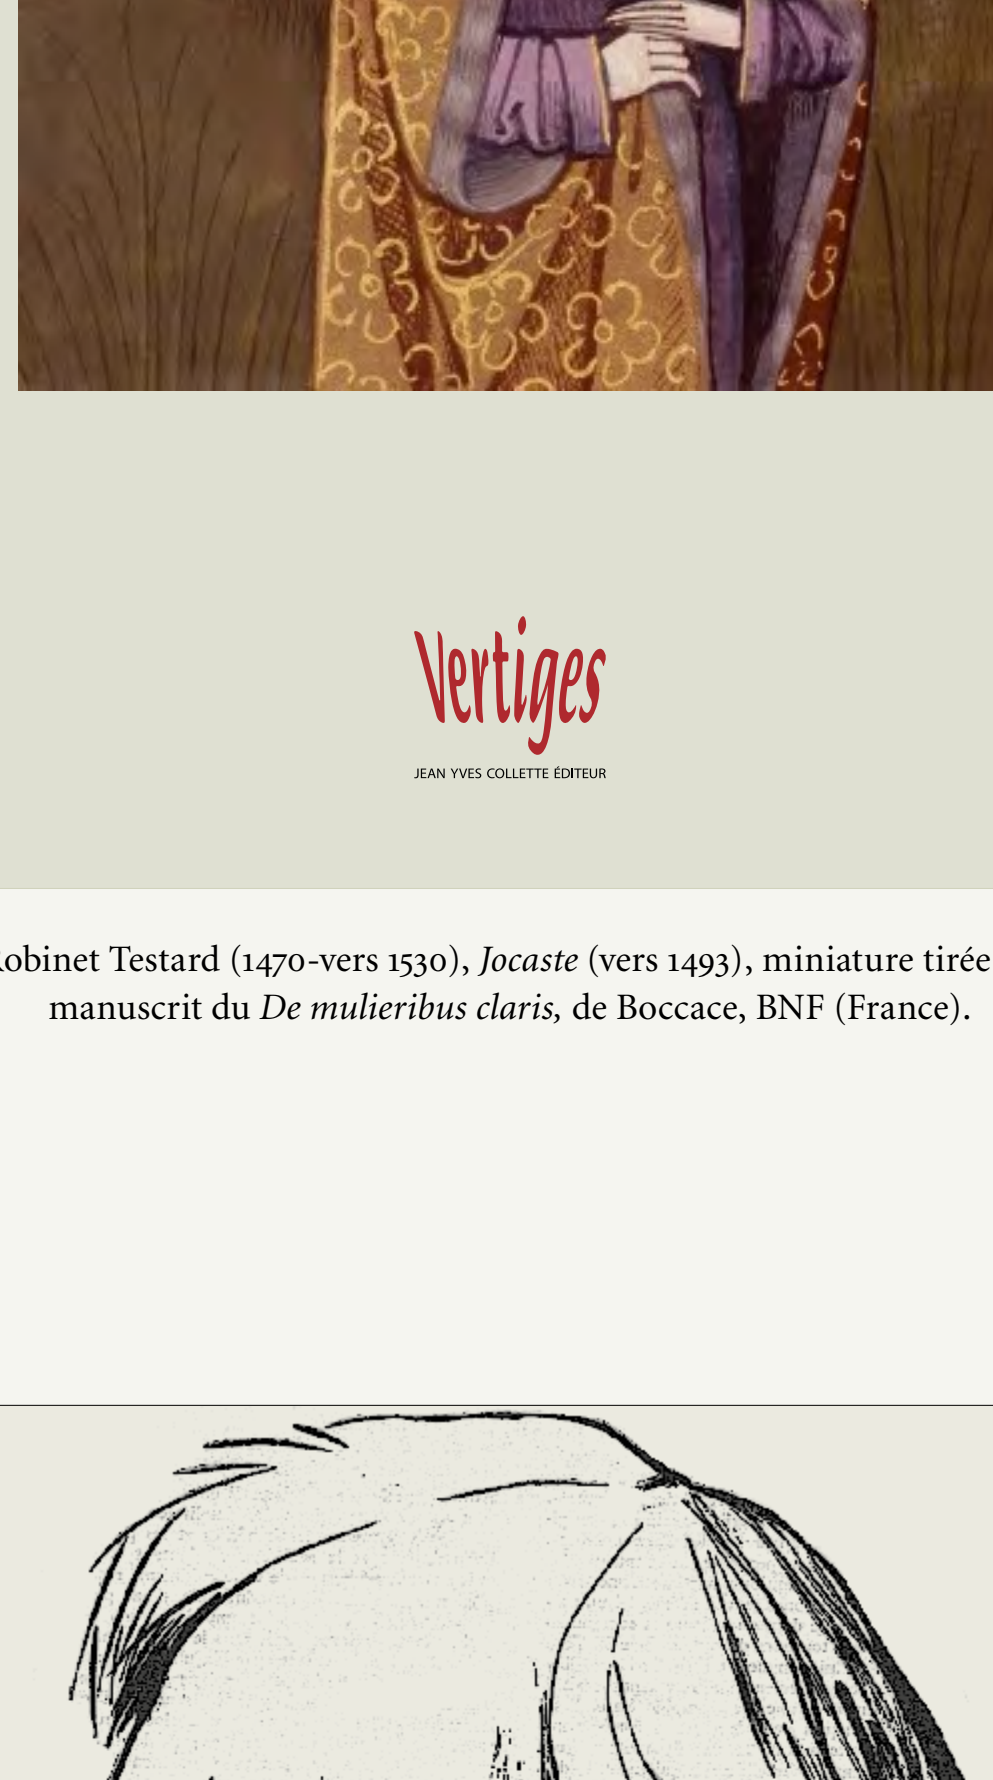 Vertiges
JEAN YVES COLLETTE ÉDITEUR
obinet Testard (1470-vers 1530), Jocaste (vers 1493), miniature tirée
manuscrit du De mulieribus claris, de Boccace, BNF (France).